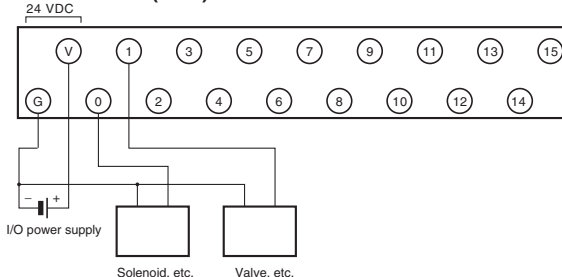 24 VDC
V 1 3 5 7 9 11 13 15
G 0 2 4 6 8 10 12 14
− +
I/O power supply
Solenoid, etc. Valve, etc.